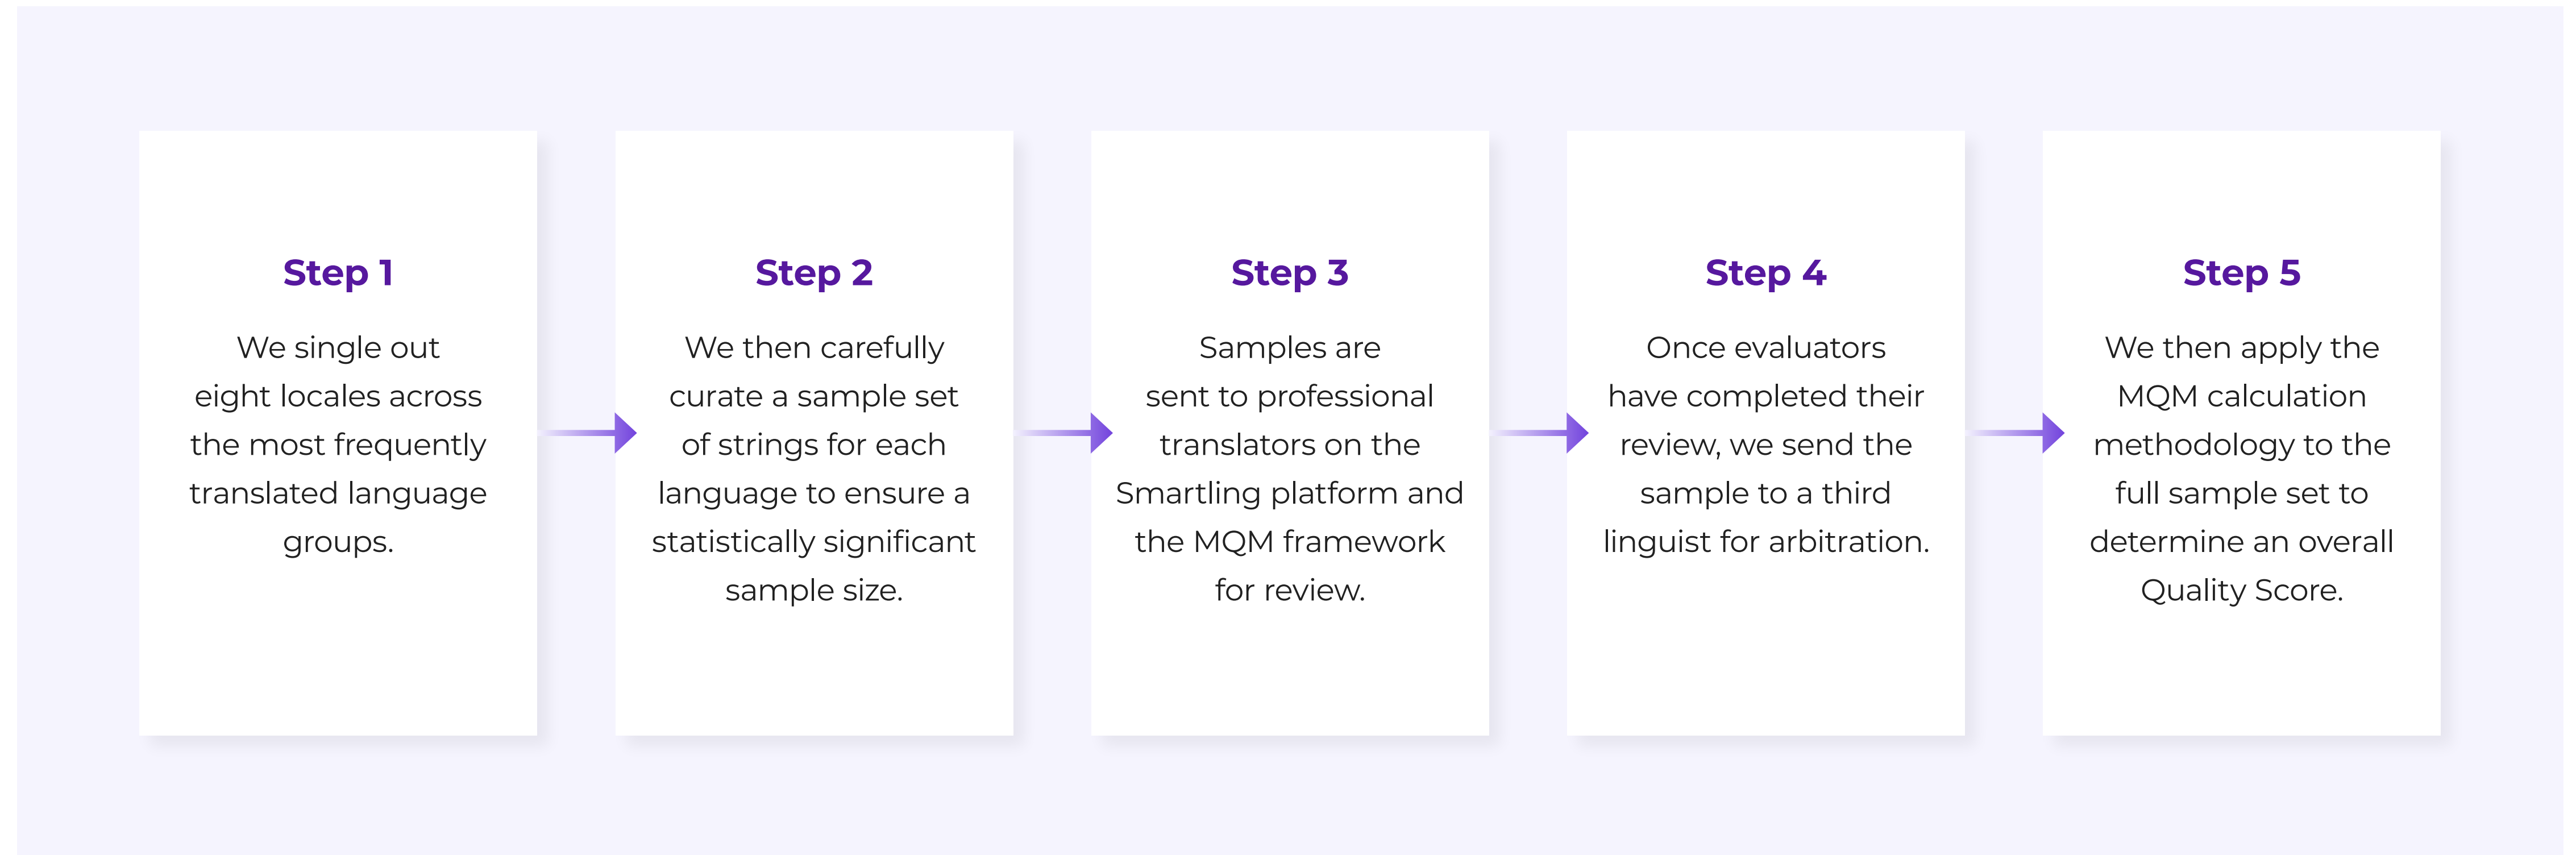 Step 1
We single out
eight locales across
the most frequently
translated language
groups.
Step 2
We then carefully
curate a sample set
of strings for each
language to ensure a
statistically significant
sample size.
Step 3
Samples are
sent to professional
translators on the
Smartling platform and
the MQM framework
for review.
Step 4
Once evaluators
have completed their
review, we send the
sample to a third
linguist for arbitration.
Step 5
We then apply the
MQM calculation
methodology to the
full sample set to
determine an overall
Quality Score.